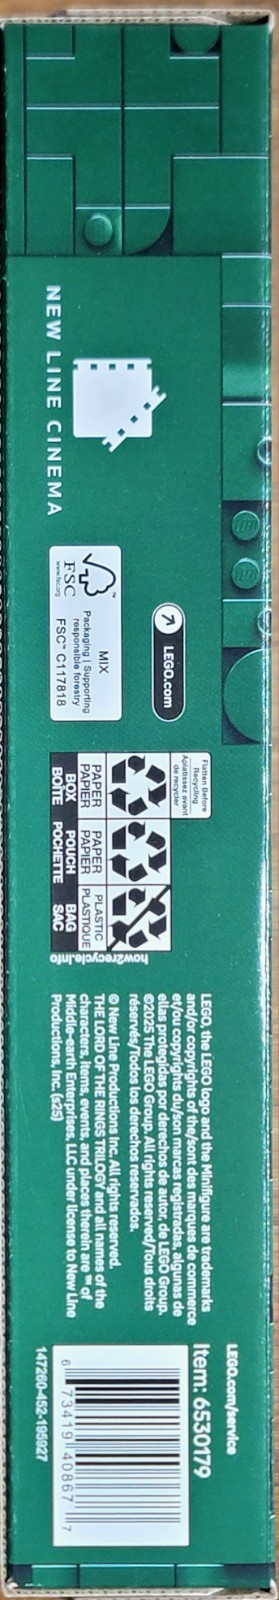 NEW LINE CINEMA
FSC
www.fsc.org
MIX
Packaging | Supporting
responsible forestry
FSC™ C117818
LEGO.com
Flatten Before
Recycling
Aplatissez avant
de recycler
PAPER
PAPIER
BOX
BOÎTE
PAPER
PAPIER
POUCH
POCHETTE
PLASTIC
PLASTIQUE
BAG
SAC
how2recycle.info
LEGO, the LEGO logo and the Minifigure are trademarks
and/or copyrights of the/sont des marques de commerce
et/ou copyrights du/son marcas registradas, algunas de
ellas protegidas por derechos de autor, de LEGO Group.
©2025 The LEGO Group. All rights reserved/Tous droits
réservés/Todos los derechos reservados.
© New Line Productions Inc. All rights reserved.
THE LORD OF THE RINGS TRILOGY and all names of the
characters, items, events, and places therein are ™ of
Middle-earth Enterprises, LLC under license to New Line
Productions, Inc. (s25)
LEGO.com/service
Item: 6530179
6 73419 40867 7
147260-452-195927